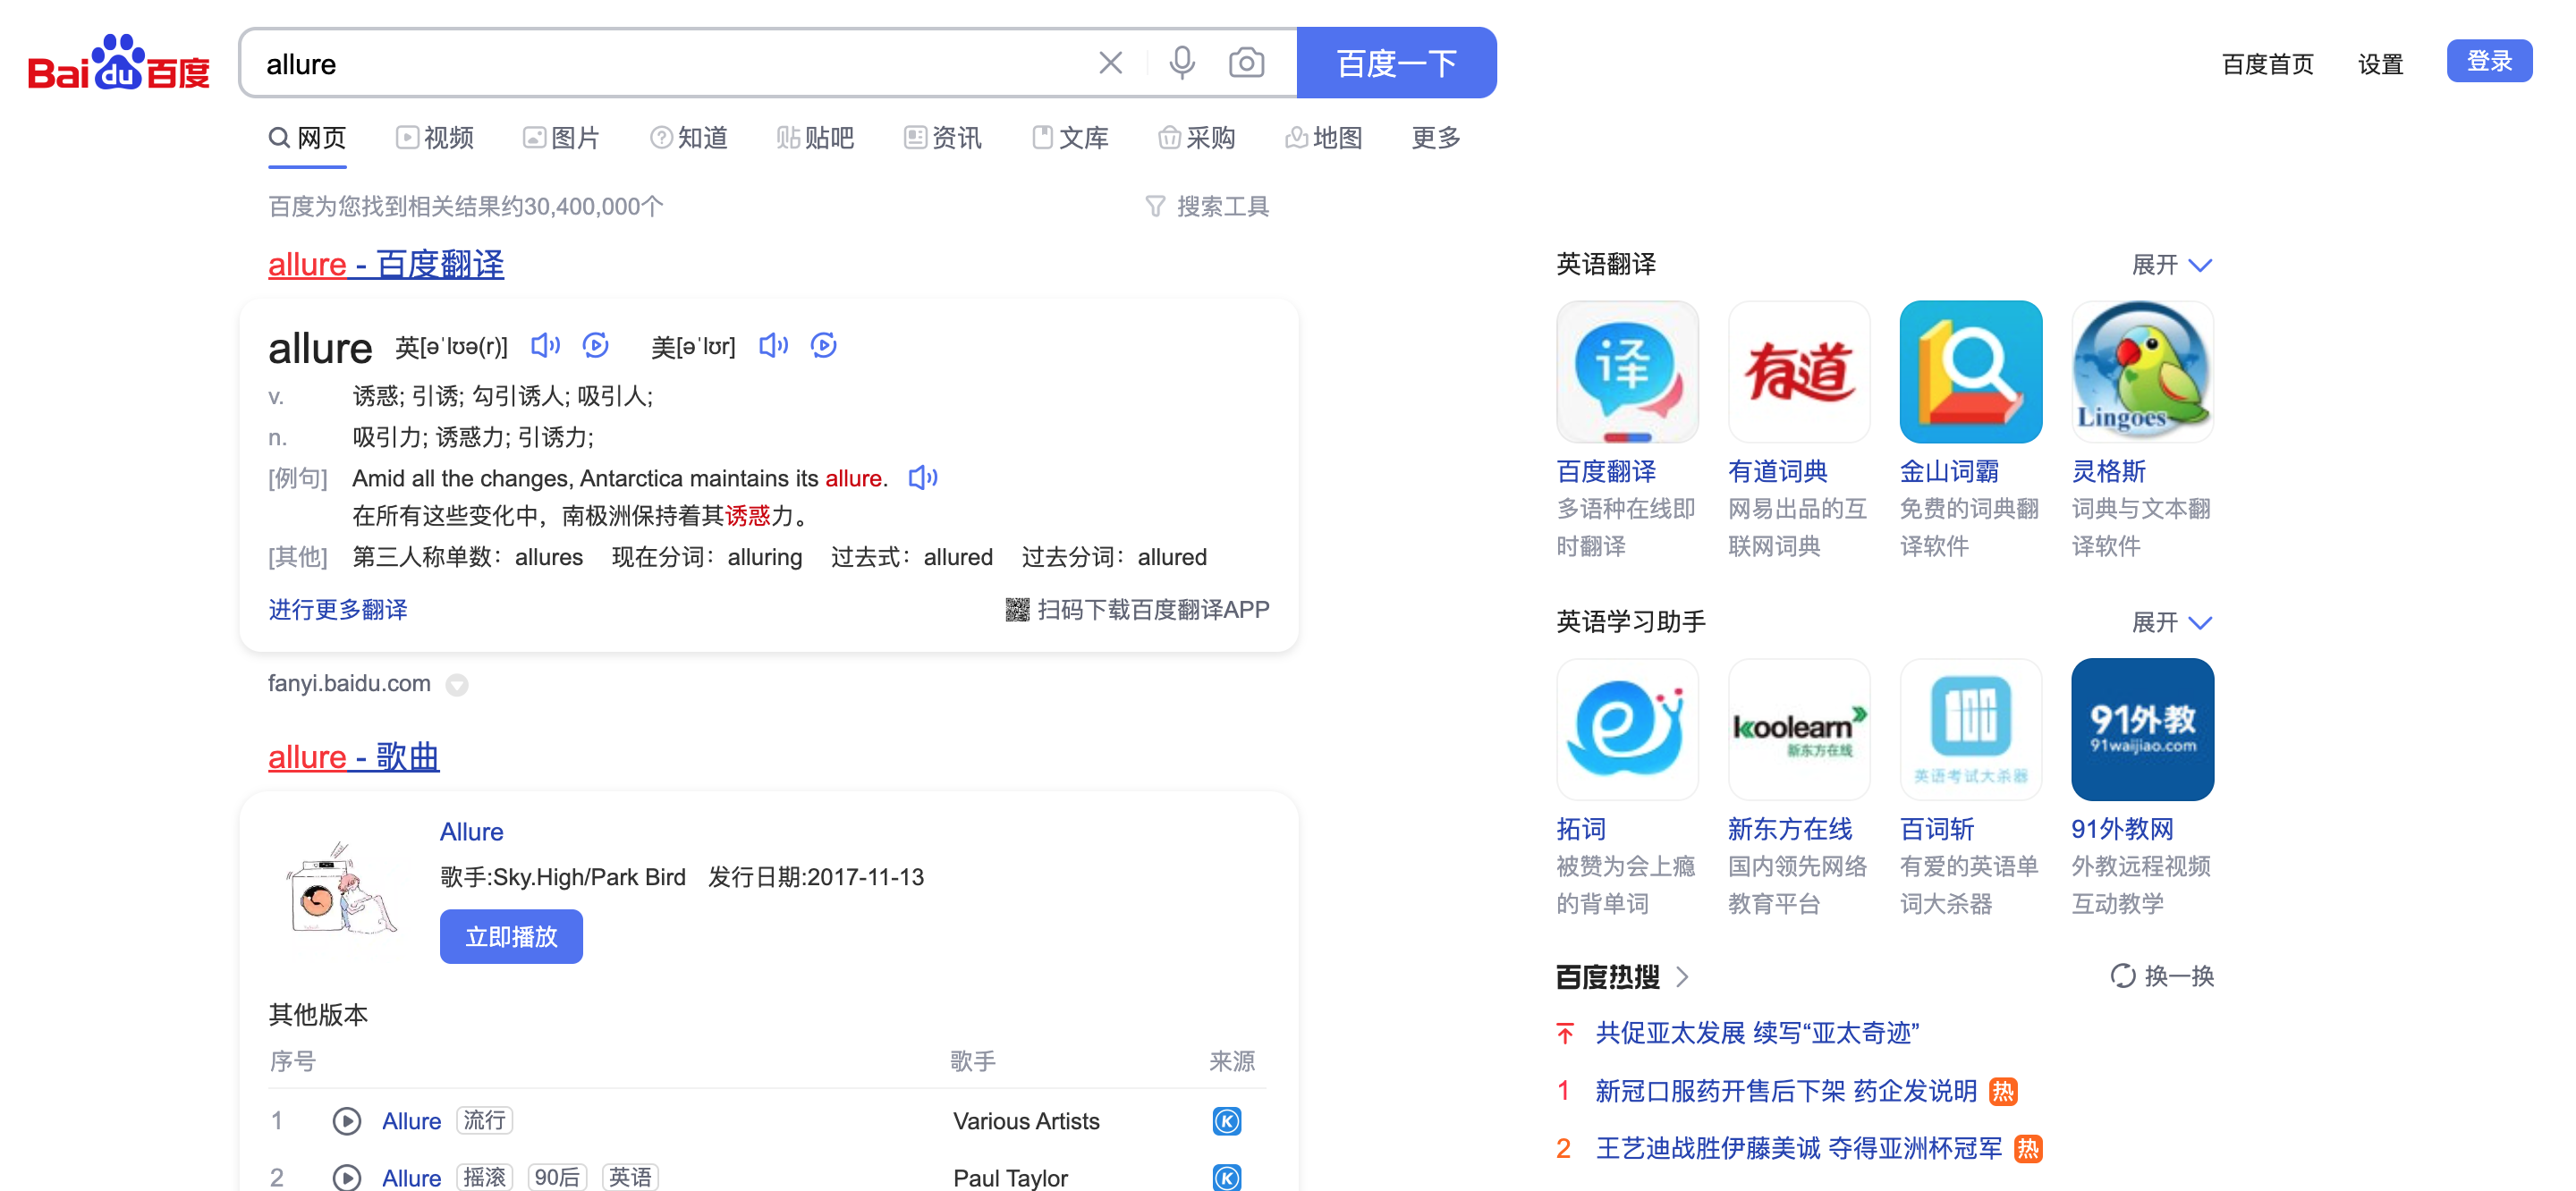 Bai du 百度
allure
百度一下
百度首页 设置 登录
网页 视频 图片 知道 贴贴吧 资讯 文库 采购 地图 更多
百度为您找到相关结果约30,400,000个 搜索工具
allure - 百度翻译
allure 英[əˈlʊə(r)] 美[əˈlʊr]
v. 诱惑; 引诱; 勾引诱人; 吸引人;
n. 吸引力; 诱惑力; 引诱力;
[例句] Amid all the changes, Antarctica maintains its allure.
在所有这些变化中，南极洲保持着其诱惑力。
[其他] 第三人称单数：allures 现在分词：alluring 过去式：allured 过去分词：allured
进行更多翻译 扫码下载百度翻译APP
fanyi.baidu.com
allure - 歌曲
Allure
歌手:Sky.High/Park Bird 发行日期:2017-11-13
立即播放
其他版本
序号 歌手 来源
1 Allure 流行 Various Artists K
2 Allure 摇滚 90后 英语 Paul Taylor K
英语翻译 展开
译 有道 Lingoes
百度翻译 有道词典 金山词霸 灵格斯
多语种在线即 网易出品的互 免费的词典翻 词典与文本翻
时翻译 联网词典 译软件 译软件
英语学习助手 展开
e koolearn 新东方在线 英语考试大杀器 91外教 91waijiao.com
拓词 新东方在线 百词斩 91外教网
被赞为会上瘾 国内领先网络 有爱的英语单 外教远程视频
的背单词 教育平台 词大杀器 互动教学
百度热搜 换一换
共促亚太发展 续写“亚太奇迹”
1 新冠口服药开售后下架 药企发说明 热
2 王艺迪战胜伊藤美诚 夺得亚洲杯冠军 热